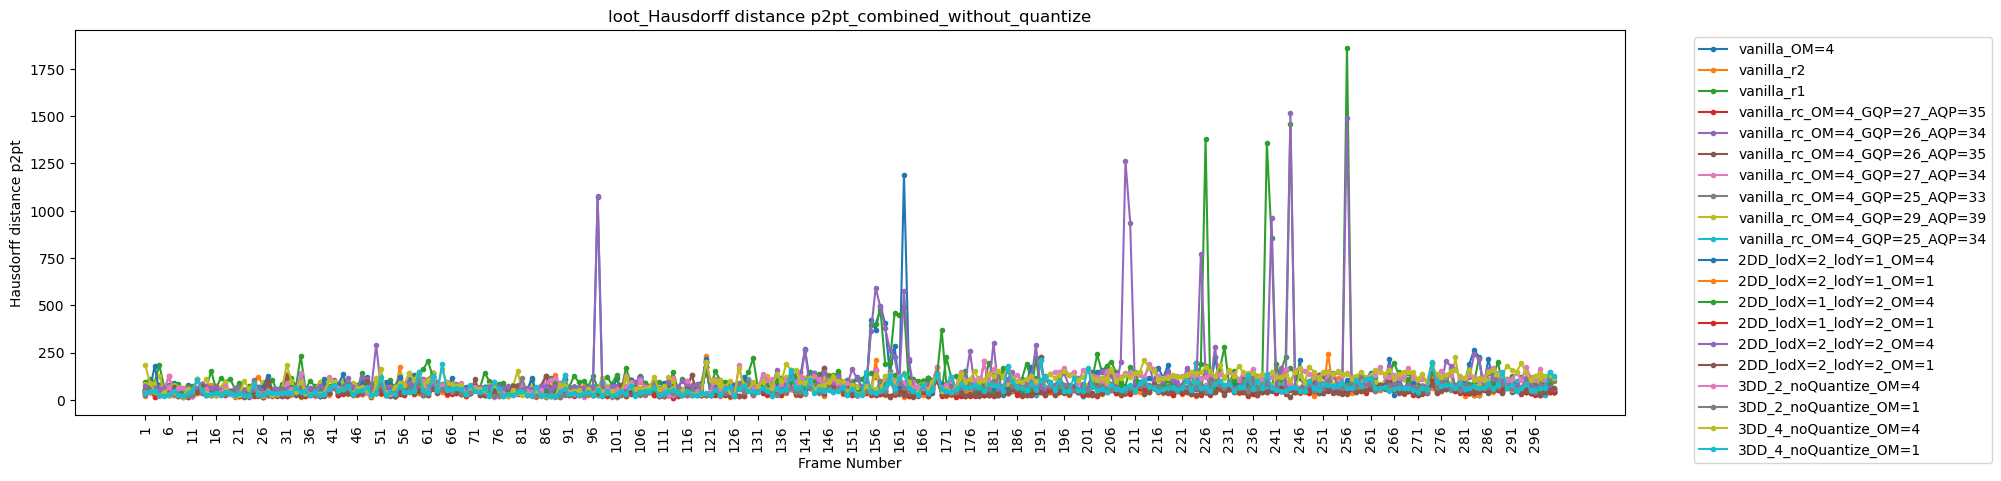 loot_Hausdorff distance p2pt_combined_without_quantize
Hausdorff distance p2pt
1750
1500
1250
1000
750
500
250
0
1 6 11 16 21 26 31 36 41 46 51 56 61 66 71 76 81 86 91 96 101 106 111 116 121 126 131 136 141 146 151 156 161 166 171 176 181 186 191 196 201 206 211 216 221 226 231 236 241 246 251 256 261 266 271 276 281 286 291 296
Frame Number
vanilla_OM=4
vanilla_r2
vanilla_r1
vanilla_rc_OM=4_GQP=27_AQP=35
vanilla_rc_OM=4_GQP=26_AQP=34
vanilla_rc_OM=4_GQP=26_AQP=35
vanilla_rc_OM=4_GQP=27_AQP=34
vanilla_rc_OM=4_GQP=25_AQP=33
vanilla_rc_OM=4_GQP=29_AQP=39
vanilla_rc_OM=4_GQP=25_AQP=34
2DD_lodX=2_lodY=1_OM=4
2DD_lodX=2_lodY=1_OM=1
2DD_lodX=1_lodY=2_OM=4
2DD_lodX=1_lodY=2_OM=1
2DD_lodX=2_lodY=2_OM=4
2DD_lodX=2_lodY=2_OM=1
3DD_2_noQuantize_OM=4
3DD_2_noQuantize_OM=1
3DD_4_noQuantize_OM=4
3DD_4_noQuantize_OM=1